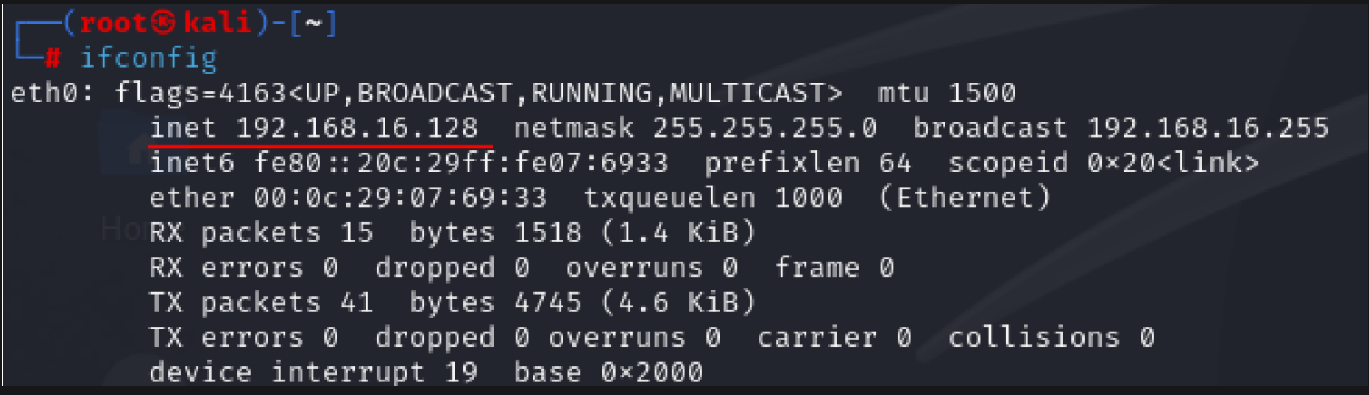 ┌──(root㉿kali)-[~]
└─# ifconfig
eth0: flags=4163<UP,BROADCAST,RUNNING,MULTICAST>  mtu 1500
inet 192.168.16.128  netmask 255.255.255.0  broadcast 192.168.16.255
inet6 fe80::20c:29ff:fe07:6933  prefixlen 64  scopeid 0×20<link>
ether 00:0c:29:07:69:33  txqueuelen 1000  (Ethernet)
RX packets 15  bytes 1518 (1.4 KiB)
RX errors 0  dropped 0  overruns 0  frame 0
TX packets 41  bytes 4745 (4.6 KiB)
TX errors 0  dropped 0 overruns 0  carrier 0  collisions 0
device interrupt 19  base 0×2000